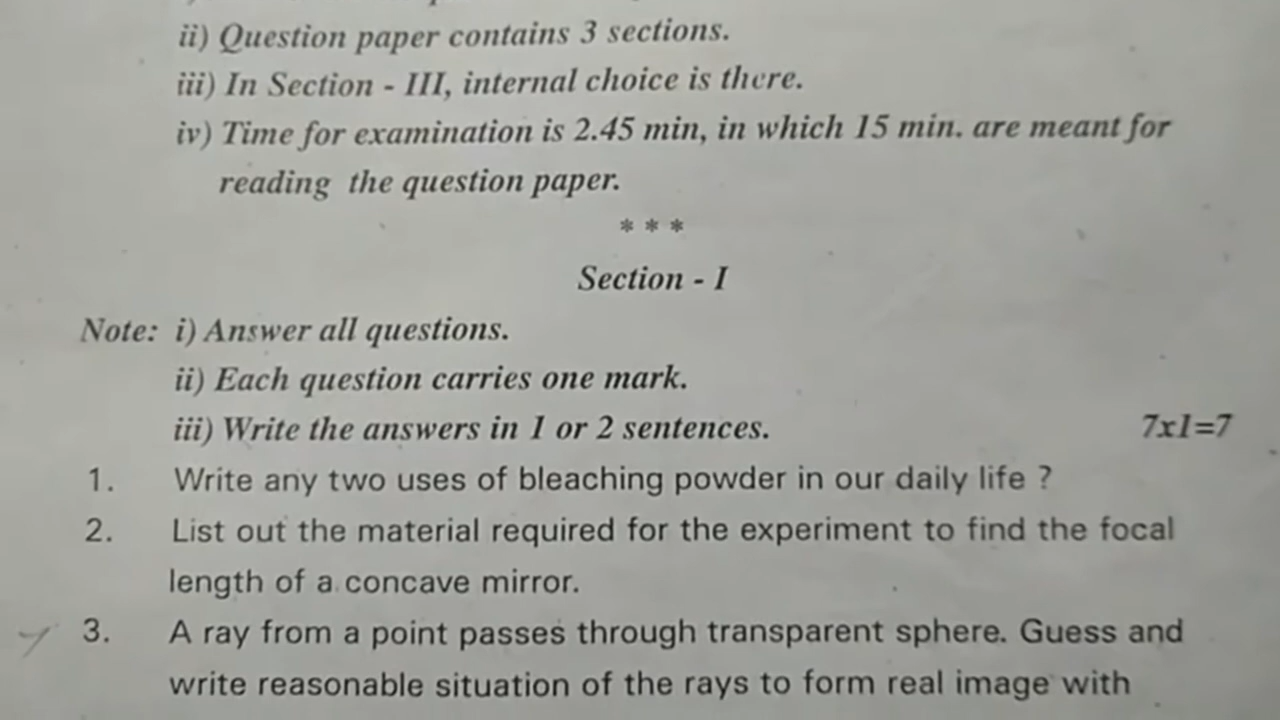 ii) Question paper contains 3 sections.
iii) In Section - III, internal choice is there.
iv) Time for examination is 2.45 min, in which 15 min. are meant for
reading the question paper.
* * *
Section - I
Note: i) Answer all questions.
ii) Each question carries one mark.
iii) Write the answers in 1 or 2 sentences. 7x1=7
1. Write any two uses of bleaching powder in our daily life ?
2. List out the material required for the experiment to find the focal
length of a concave mirror.
3. A ray from a point passes through transparent sphere. Guess and
write reasonable situation of the rays to form real image with